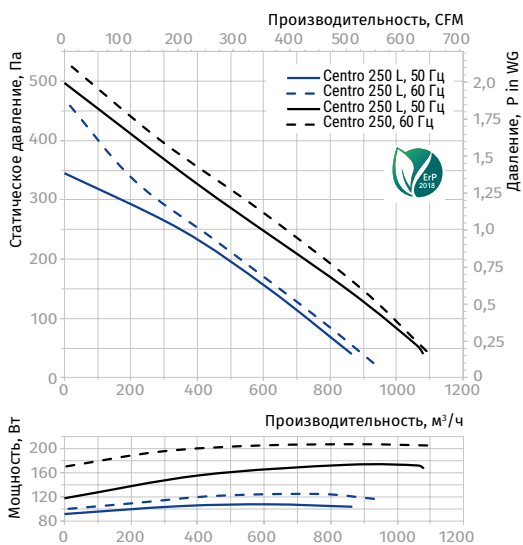 Производительность, CFM
0 100 200 300 400 500 600 700
Статическое давление, Па
500
400
300
200
100
0
Centro 250 L, 50 Гц
Centro 250 L, 60 Гц
Centro 250 L, 50 Гц
Centro 250, 60 Гц
ErP
2018
Давление, P in WG
2,0
1,75
1,5
1,25
1,0
0,75
0,5
0,25
0
0 200 400 600 800 1000 1200
Производительность, м³/ч
Мощность, Вт
200
160
120
80
0 200 400 600 800 1000 1200